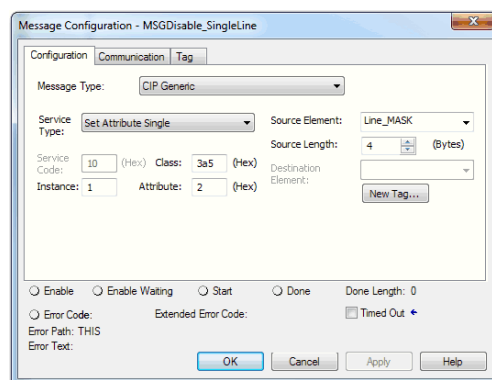 Message Configuration - MSGDisable_SingleLine
Configuration Communication Tag
Message Type: CIP Generic
Service Type: Set Attribute Single
Source Element: Line_MASK
Source Length: 4 (Bytes)
Service Code: 10 (Hex) Class: 3a5 (Hex)
Destination Element:
Instance: 1 Attribute: 2 (Hex)
New Tag...
Enable Enable Waiting Start Done Done Length: 0
Error Code: Extended Error Code: Timed Out
Error Path: THIS
Error Text:
OK Cancel Apply Help